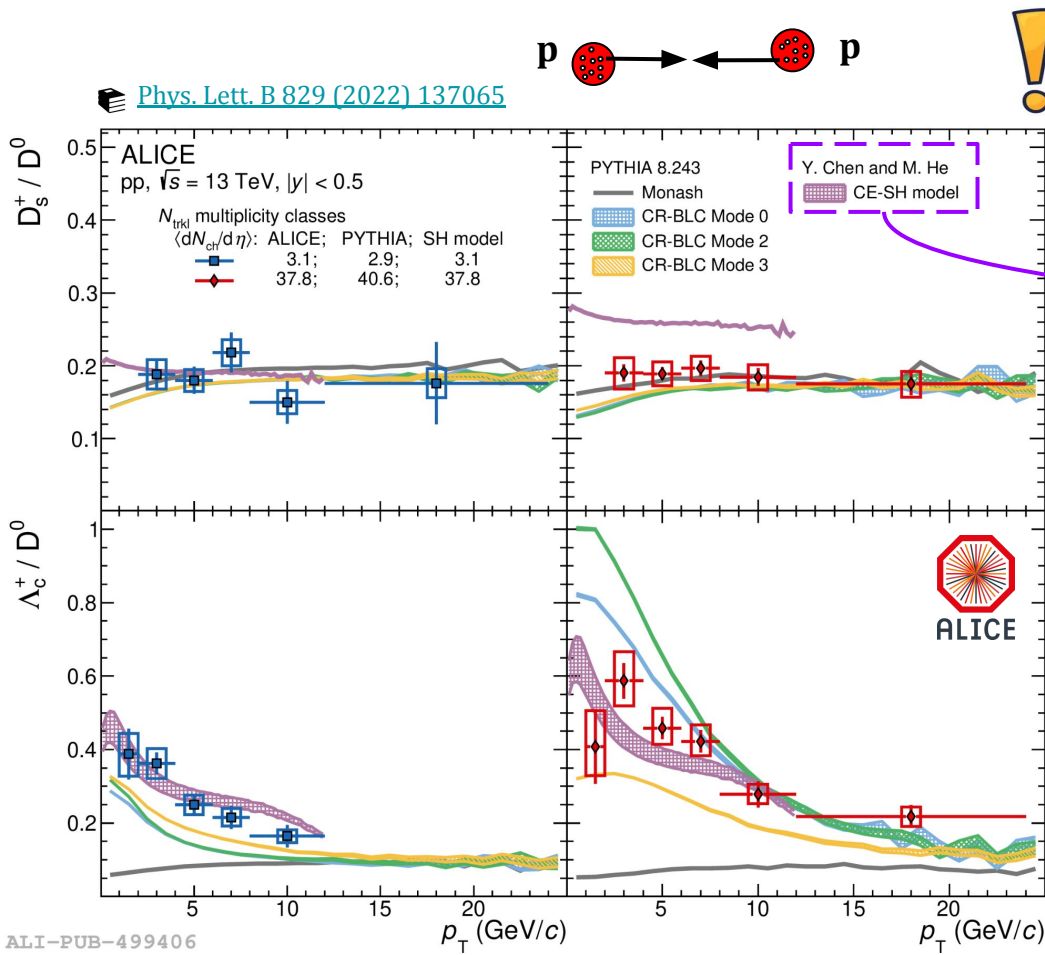 p p
Phys. Lett. B 829 (2022) 137065
D_s^+ / D^0
0.5
0.4
0.3
0.2
0.1
ALICE
pp, √s = 13 TeV, |y| < 0.5
N_trkl multiplicity classes
⟨dN_ch/dη⟩: ALICE; PYTHIA; SH model
3.1; 2.9; 3.1
37.8; 40.6; 37.8
PYTHIA 8.243
Monash
CR-BLC Mode 0
CR-BLC Mode 2
CR-BLC Mode 3
Y. Chen and M. He
CE-SH model
Λ_c^+ / D^0
1
0.8
0.6
0.4
0.2
ALICE
5 10 15 20 5 10 15 20
p_T (GeV/c) p_T (GeV/c)
ALI-PUB-499406